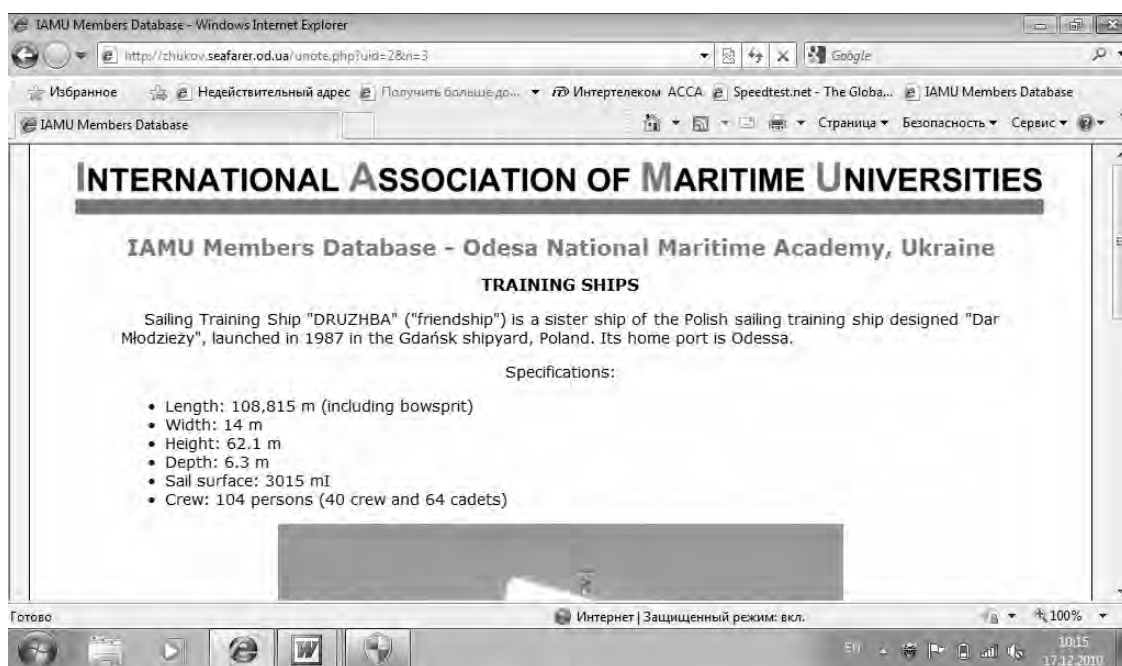 IAMU Members Database - Windows Internet Explorer
http://zhukov.seafarer.od.ua/unote.php?uid=2&n=3
Google
Избранное Недействительный адрес Получить больше до... Интертелеком АССА Speedtest.net - The Globa... IAMU Members Database
IAMU Members Database Страница Безопасность Сервис
INTERNATIONAL ASSOCIATION OF MARITIME UNIVERSITIES
IAMU Members Database - Odesa National Maritime Academy, Ukraine
TRAINING SHIPS
Sailing Training Ship "DRUZHBA" ("friendship") is a sister ship of the Polish sailing training ship designed "Dar
Młodzieży", launched in 1987 in the Gdańsk shipyard, Poland. Its home port is Odessa.
Specifications:
• Length: 108,815 m (including bowsprit)
• Width: 14 m
• Height: 62.1 m
• Depth: 6.3 m
• Sail surface: 3015 mI
• Crew: 104 persons (40 crew and 64 cadets)
Готово Интернет | Защищенный режим: вкл. 100%
EN 10:15
17.12.2010